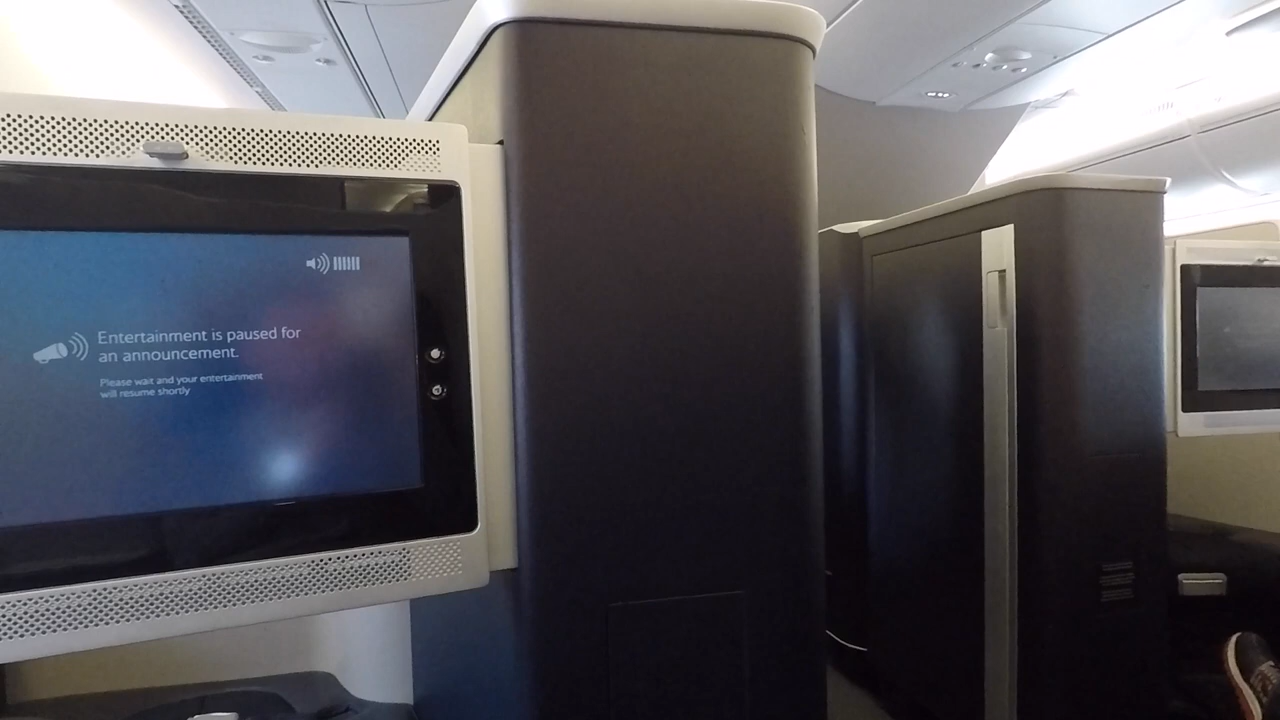 Entertainment is paused for
an announcement.
Please wait and your entertainment
will resume shortly